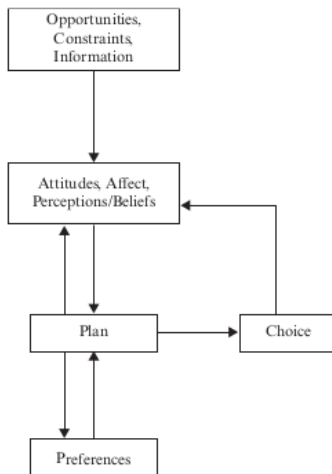 Opportunities,
Constraints,
Information
Attitudes, Affect,
Perceptions/Beliefs
Plan
Choice
Preferences